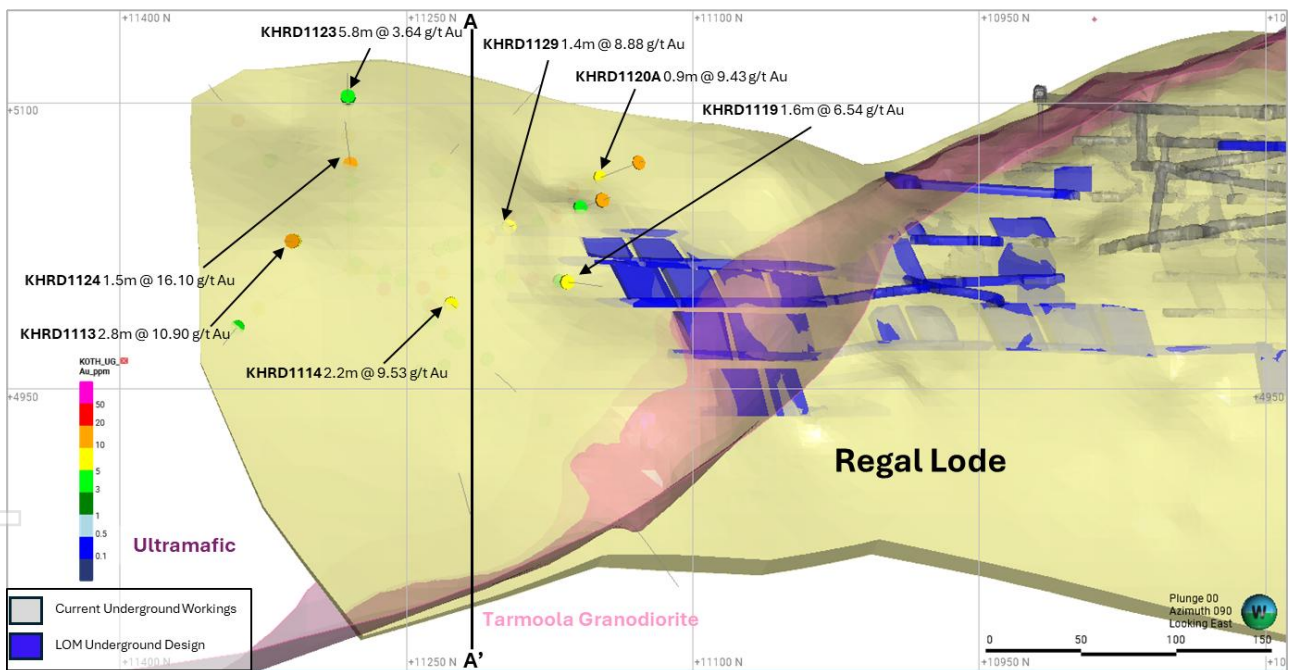 +11400 N
+11250 N
+11100 N
+10950 N
+10
A
KHRD1123 5.8m @ 3.64 g/t Au
KHRD1129 1.4m @ 8.88 g/t Au
KHRD1120A 0.9m @ 9.43 g/t Au
KHRD1119 1.6m @ 6.54 g/t Au
+5100
KHRD1124 1.5m @ 16.10 g/t Au
KHRD1113 2.8m @ 10.90 g/t Au
KHRD1114 2.2m @ 9.53 g/t Au
KOTH_UG_
Au_ppm
50
20
10
5
3
1
0.5
0.1
+4950
+4950
Regal Lode
Ultramafic
Tarmoola Granodiorite
Current Underground Workings
LOM Underground Design
Plunge 00
Azimuth 090
Looking East
W
0 50 100 150
+11400 N
+11250 N
A'
+11100 N
+10950 N
+10